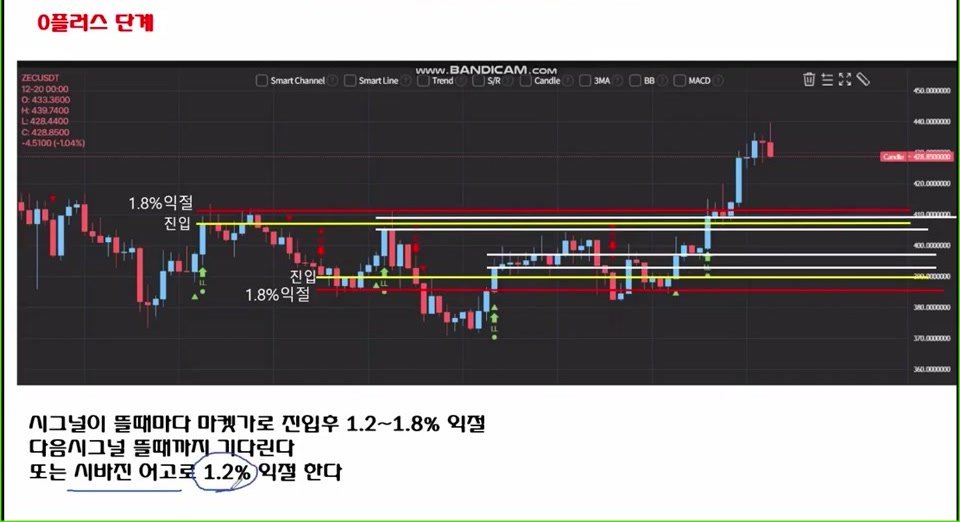 0플러스 단계
www.BANDICAM.com
Smart Channel Smart Line Trend S/R Candle 3MA BB MACD
ZECUSDT
12-20 00:00
O: 433.3600
H: 439.7400
L: 428.4400
C: 428.8500
-4.5100 (-1.04%)
450.0000000
440.0000000
Candle 428.8500000
420.0000000
410.0000000
400.0000000
390.0000000
380.0000000
370.0000000
360.0000000
1.8%익절
진입
진입
1.8%익절
LL
LL
LL
LL
시그널이 뜰때마다 마켓가로 진입후 1.2~1.8% 익절
다음시그널 뜰때까지 기다린다
또는 시바진 어고로 1.2% 익절 한다